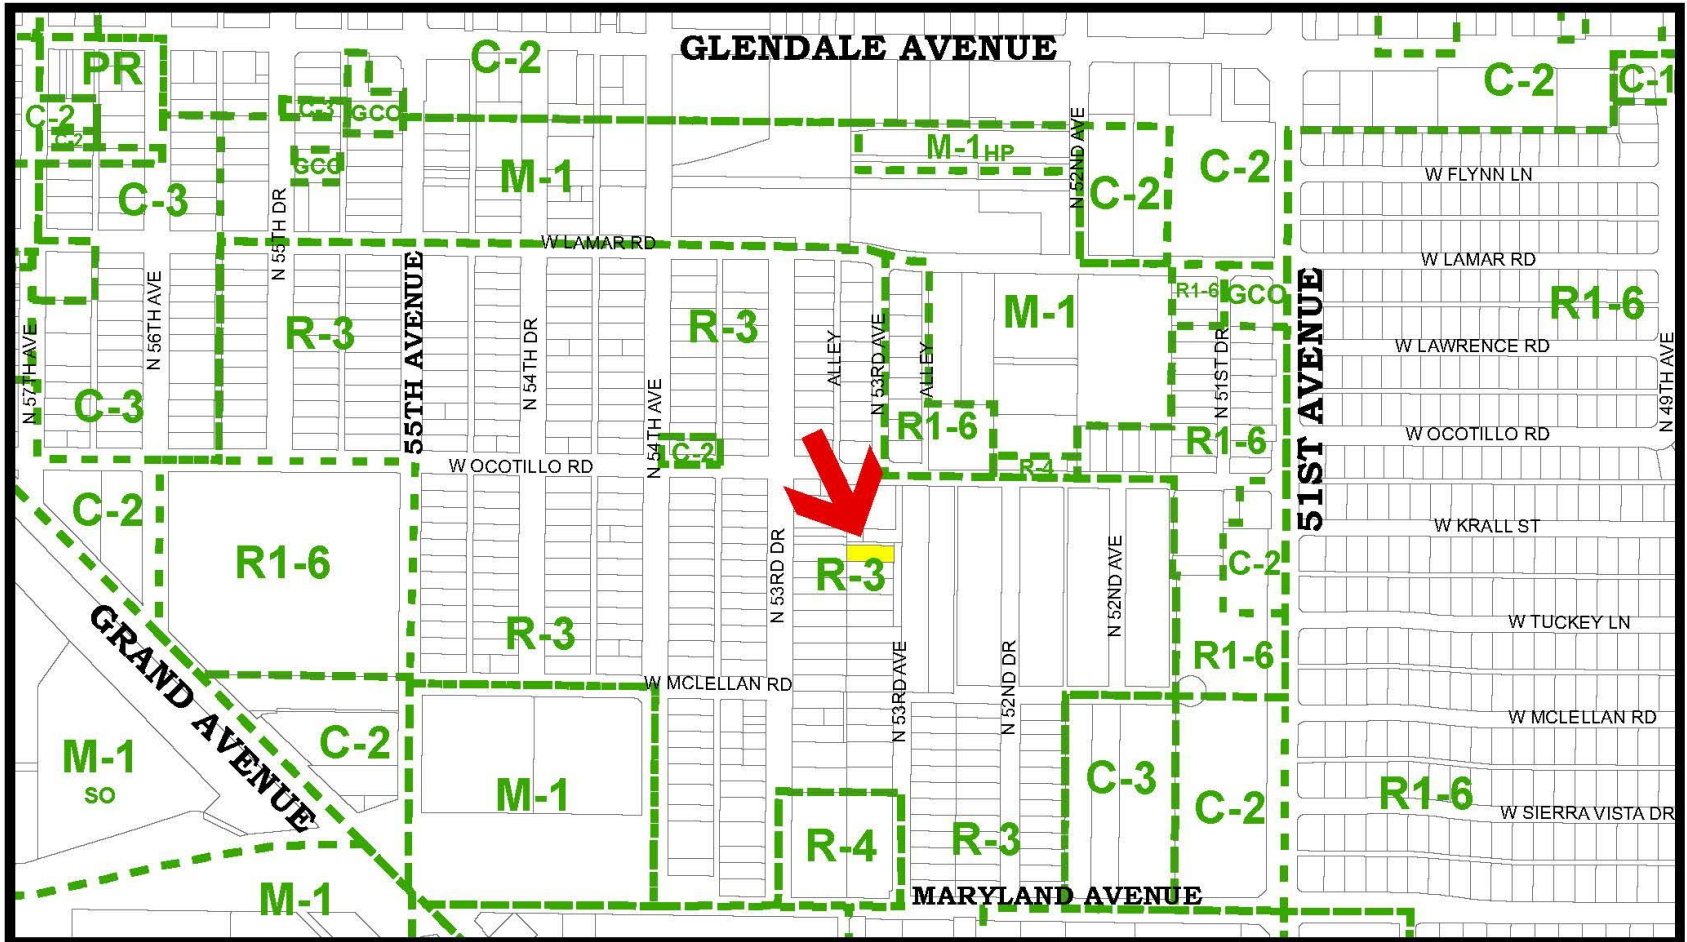 GLENDALE AVENUE
C-2
PR
C-2
C-1
C-2
C-2
C-3
GCO
GCO
M-1
M-1HP
N 52ND AVE
C-2
C-2
W FLYNN LN
C-3
N 55TH DR
W LAMAR RD
W LAMAR RD
N 57TH AVE
N 56TH AVE
R-3
55TH AVENUE
N 54TH DR
R-3
ALLEY
N 53RD AVE
ALLEY
M-1
R1-6
GCO
51ST AVENUE
R1-6
N 51ST DR
W LAWRENCE RD
N 49TH AVE
C-3
N 54TH AVE
C-2
R1-6
R1-6
W OCOTILLO RD
W OCOTILLO RD
R-4
C-2
W KRALL ST
R1-6
N 53RD DR
R-3
N 52ND AVE
C-2
GRAND AVENUE
R-3
W TUCKEY LN
R1-6
N 53RD AVE
N 52ND DR
W MCLELLAN RD
W MCLELLAN RD
M-1
SO
C-2
M-1
C-3
C-2
R1-6
W SIERRA VISTA DR
R-4
R-3
M-1
MARYLAND AVENUE